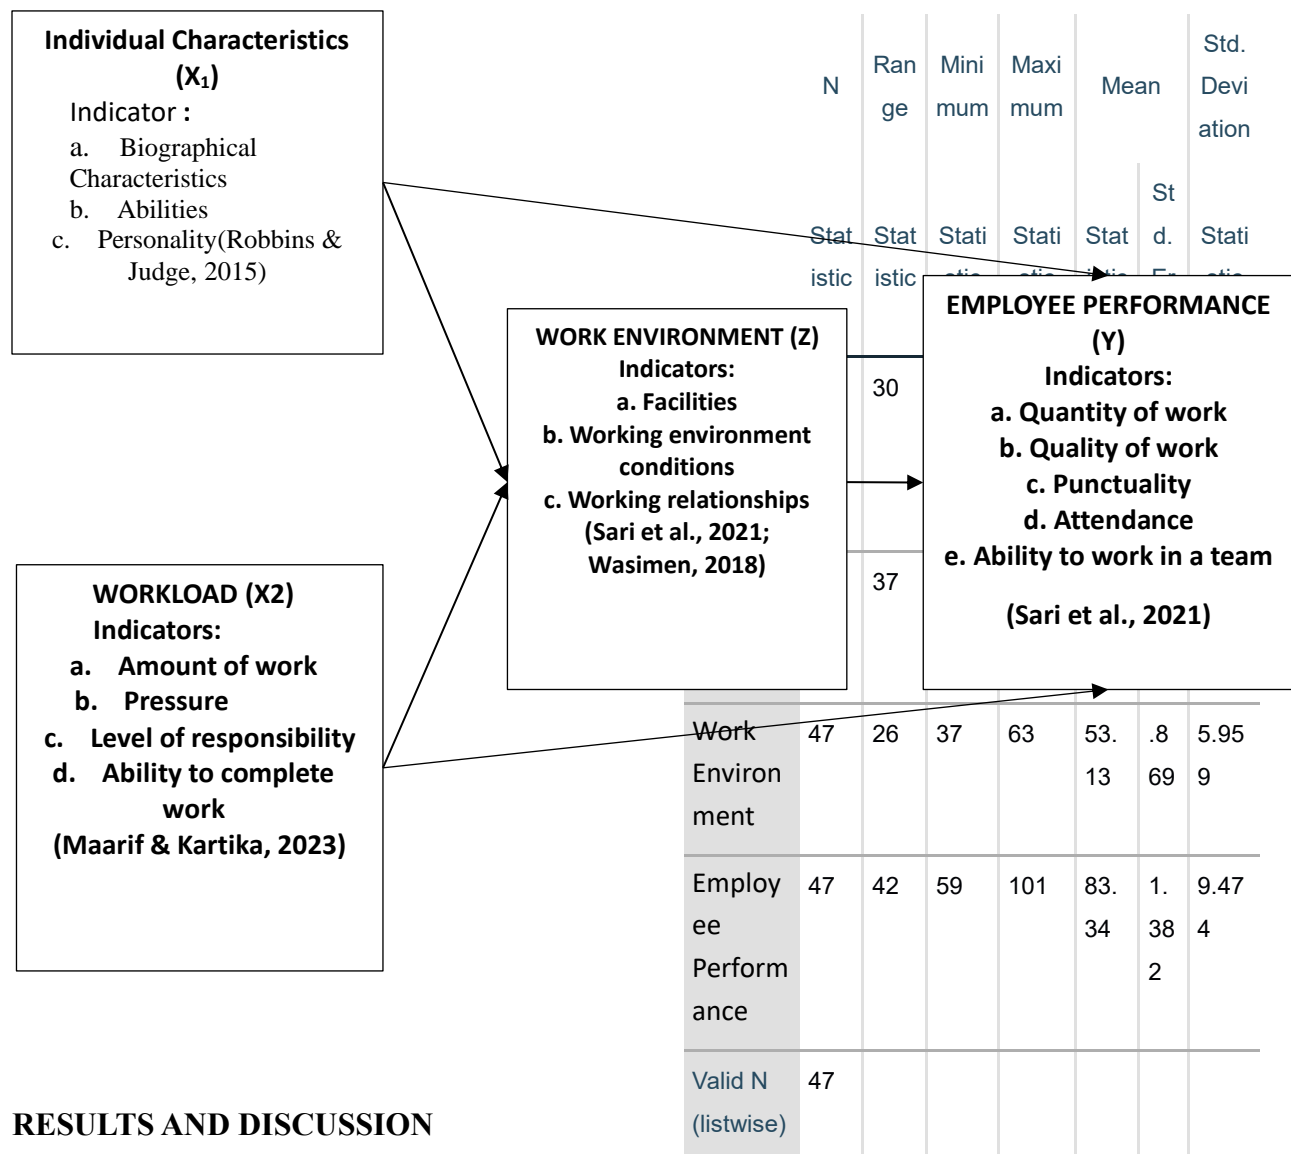 Individual Characteristics
(X₁)
Indicator :
a. Biographical
Characteristics
b. Abilities
c. Personality(Robbins &
Judge, 2015)
WORKLOAD (X2)
Indicators:
a. Amount of work
b. Pressure
c. Level of responsibility
d. Ability to complete
work
(Maarif & Kartika, 2023)
WORK ENVIRONMENT (Z)
Indicators:
a. Facilities
b. Working environment
conditions
c. Working relationships
(Sari et al., 2021;
Wasimen, 2018)
EMPLOYEE PERFORMANCE
(Y)
Indicators:
a. Quantity of work
b. Quality of work
c. Punctuality
d. Attendance
e. Ability to work in a team
(Sari et al., 2021)
N
Ran
ge
Mini
mum
Maxi
mum
Mean
Std.
Devi
ation
Stat
istic
Stat
istic
Stati
Stati
Stat
St
d.
Stati
30
37
Work
Environ
ment
47
26
37
63
53.
13
.8
69
5.95
9
Employ
ee
Perform
ance
47
42
59
101
83.
34
1.
38
2
9.47
4
Valid N
(listwise)
47
RESULTS AND DISCUSSION